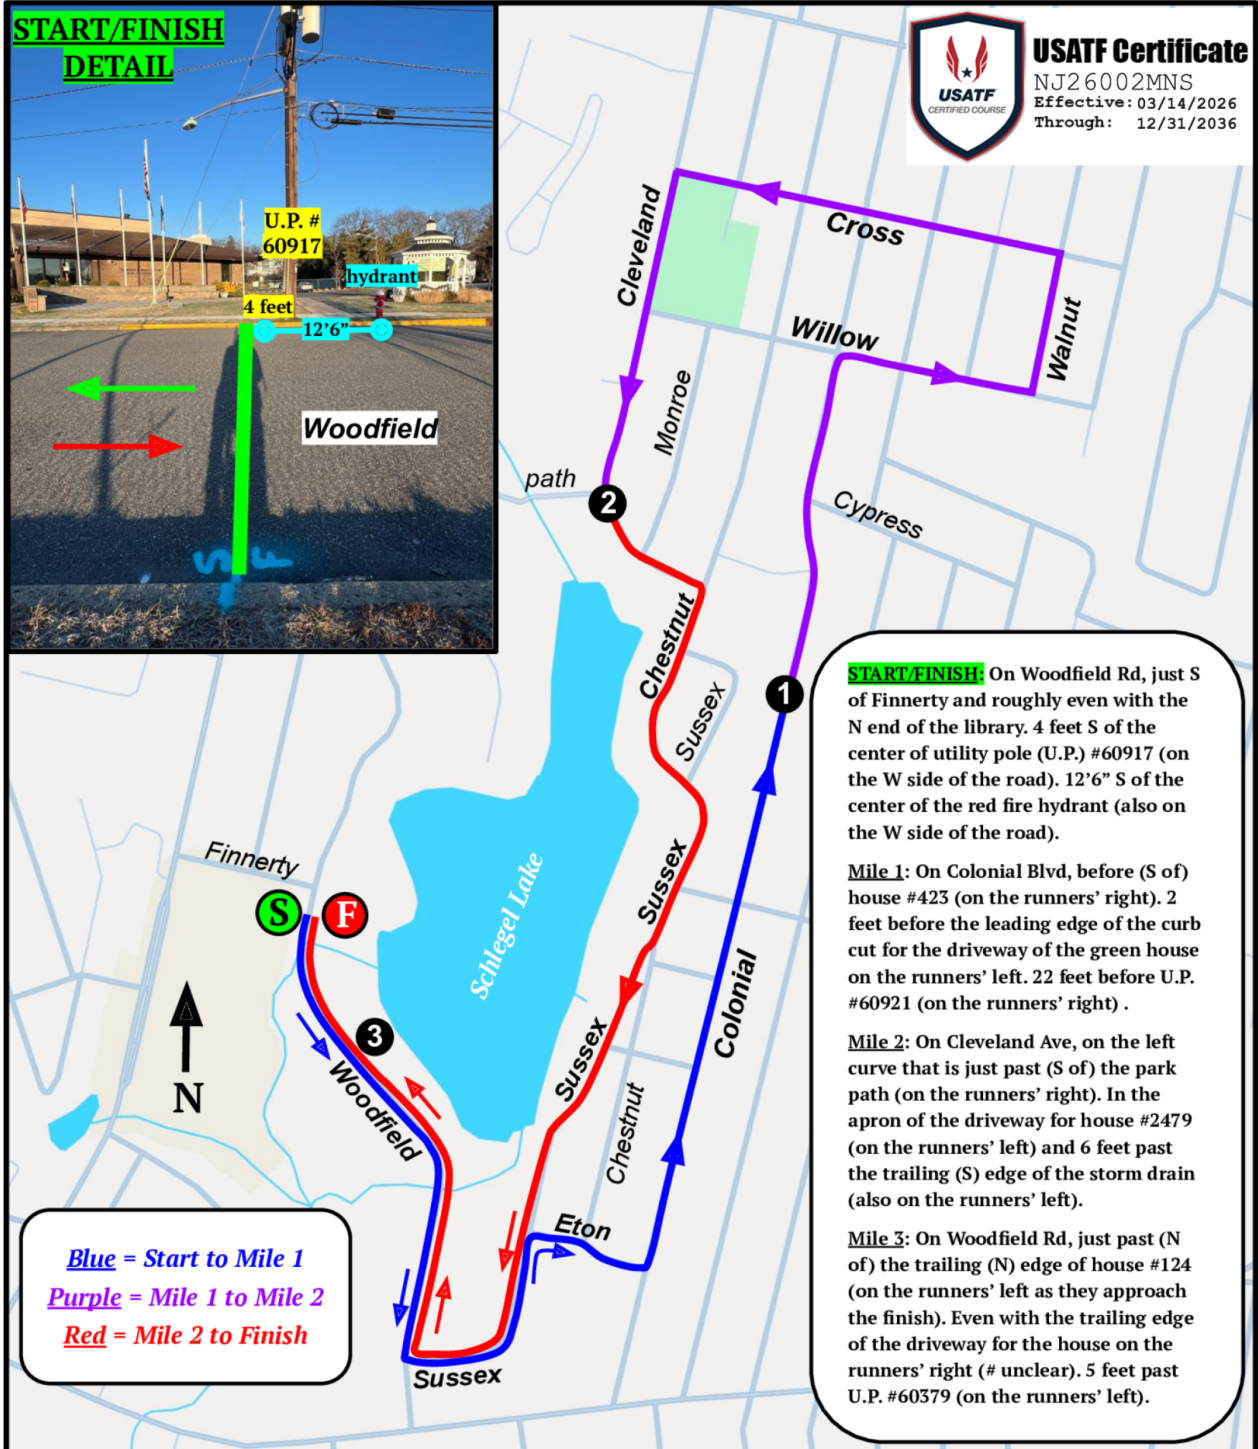 START/FINISH
DETAIL
U.P. #
60917
hydrant
4 feet
12'6"
Woodfield
S F
USATF
CERTIFIED COURSE
USATF Certificate
NJ26002MNS
Effective: 03/14/2026
Through: 12/31/2036
Cleveland
Cross
Willow
Walnut
Monroe
path
2
Cypress
Chestnut
Sussex
1
Finnerty
S
F
Schlegel Lake
Sussex
Colonial
3
Woodfield
Sussex
Chestnut
N
Eton
Sussex
Blue = Start to Mile 1
Purple = Mile 1 to Mile 2
Red = Mile 2 to Finish
START/FINISH: On Woodfield Rd, just S
of Finnerty and roughly even with the
N end of the library. 4 feet S of the
center of utility pole (U.P.) #60917 (on
the W side of the road). 12'6” S of the
center of the red fire hydrant (also on
the W side of the road).
Mile 1: On Colonial Blvd, before (S of)
house #423 (on the runners' right). 2
feet before the leading edge of the curb
cut for the driveway of the green house
on the runners' left. 22 feet before U.P.
#60921 (on the runners' right) .
Mile 2: On Cleveland Ave, on the left
curve that is just past (S of) the park
path (on the runners' right). In the
apron of the driveway for house #2479
(on the runners' left) and 6 feet past
the trailing (S) edge of the storm drain
(also on the runners' left).
Mile 3: On Woodfield Rd, just past (N
of) the trailing (N) edge of house #124
(on the runners' left as they approach
the finish). Even with the trailing edge
of the driveway for the house on the
runners' right (# unclear). 5 feet past
U.P. #60379 (on the runners' left).